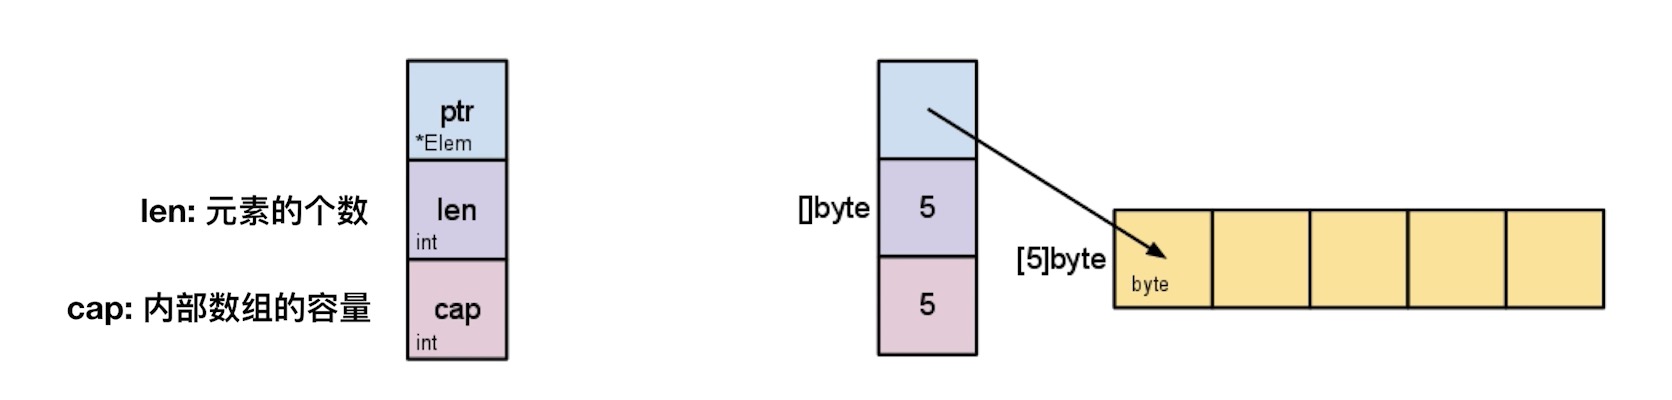 ptr
*Elem
len: 元素的个数
len
int
cap: 内部数组的容量
cap
int
[]byte
5
5
[5]byte
byte